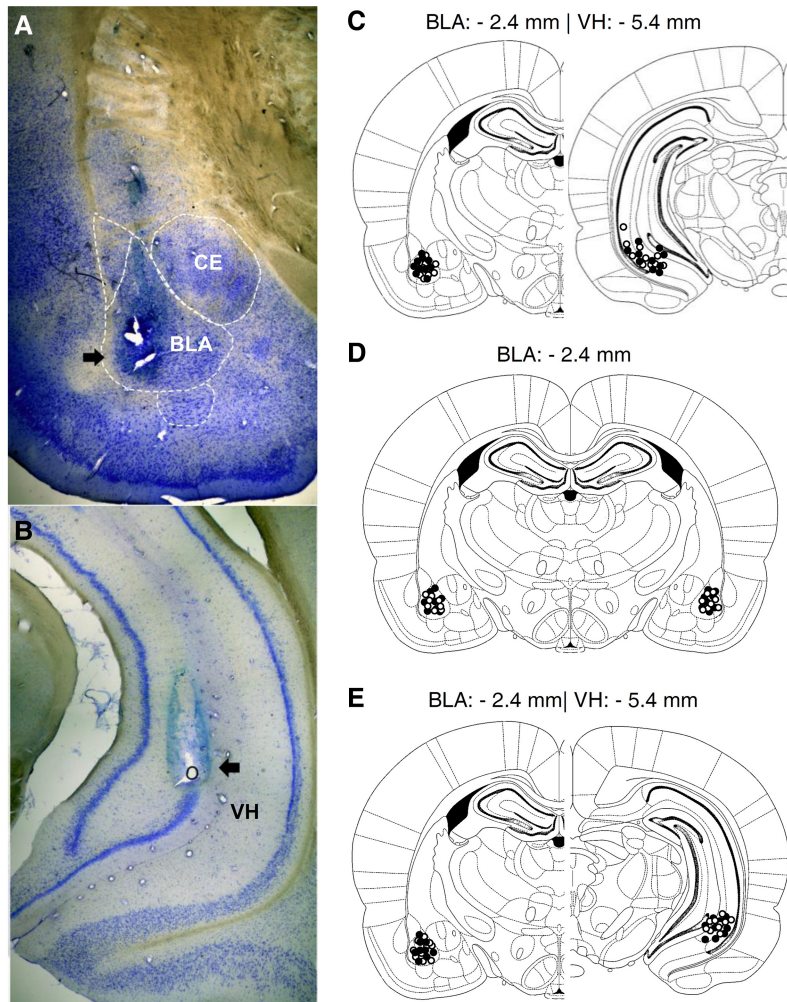 A
CE
BLA
B
O
VH
C
BLA: - 2.4 mm | VH: - 5.4 mm
D
BLA: - 2.4 mm
E
BLA: - 2.4 mm| VH: - 5.4 mm